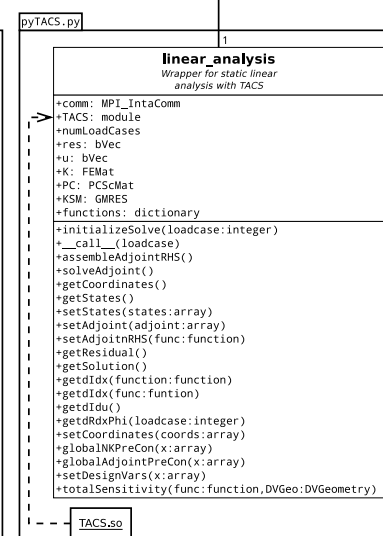 pyTACS.py
1
linear_analysis
Wrapper for static linear
analysis with TACS
+comm: MPI_IntaComm
+TACS: module
+numLoadCases
+res: bVec
+u: bVec
+K: FEMat
+PC: PCScMat
+KSM: GMRES
+functions: dictionary
+initializeSolve(loadcase:integer)
+__call__(loadcase)
+assembleAdjointRHS()
+solveAdjoint()
+getCoordinates()
+getStates()
+setStates(states:array)
+setAdjoint(adjoint:array)
+setAdjoitnRHS(func:function)
+getResidual()
+getSolution()
+getdIdx(function:function)
+getdIdx(func:funtion)
+getdIdu()
+getdRdxPhi(loadcase:integer)
+setCoordinates(coords:array)
+globalNKPreCon(x:array)
+globalAdjointPreCon(x:array)
+setDesignVars(x:array)
+totalSensitivity(func:function,DVGeo:DVGeometry)
TACS.so